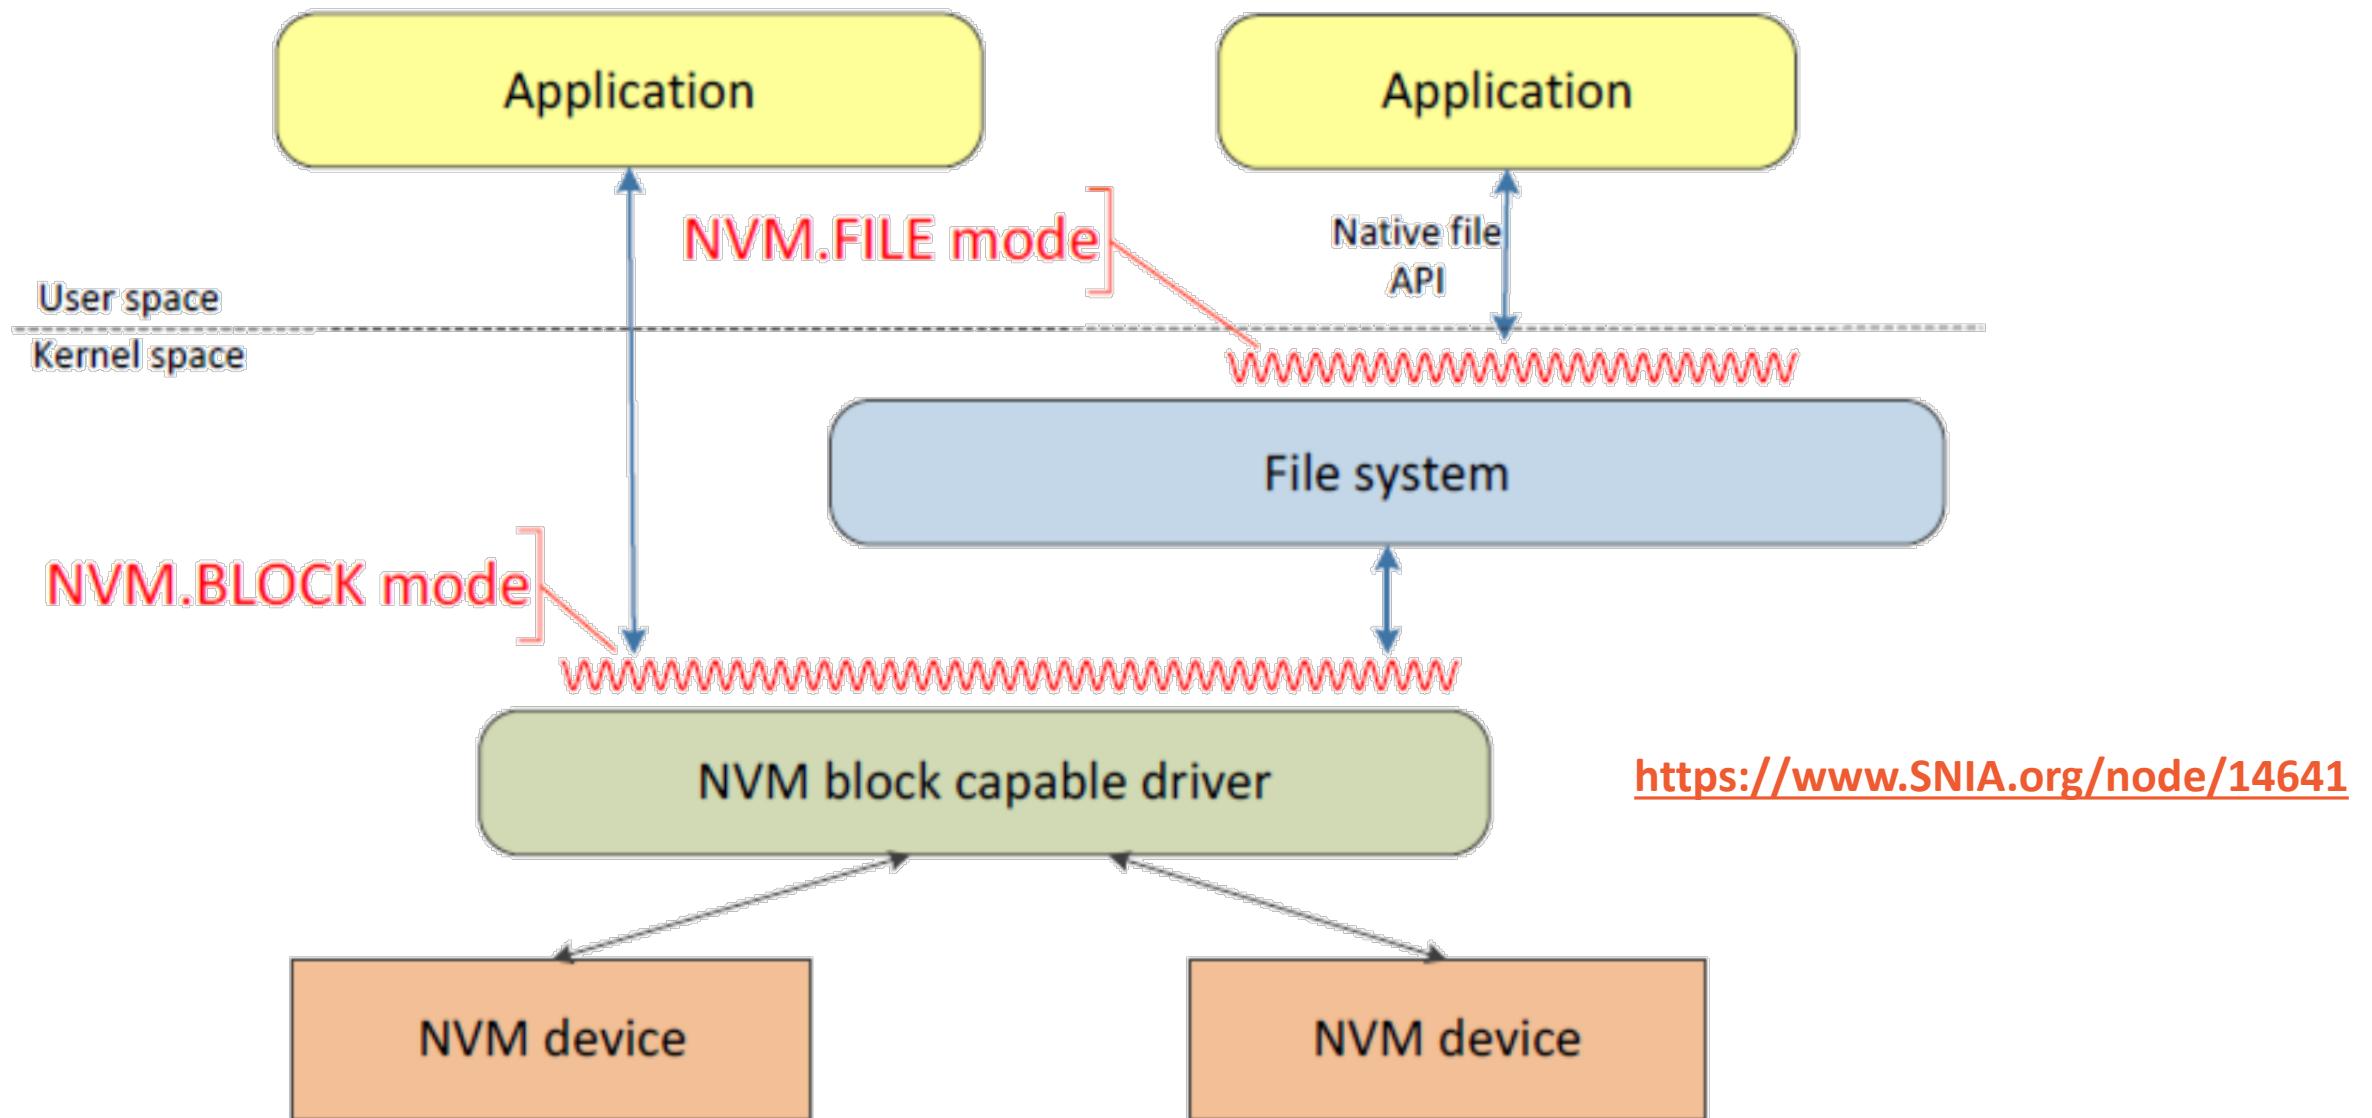 Application
Application
NVM.FILE mode
Native file
API
User space
Kernel space
File system
NVM.BLOCK mode
NVM block capable driver
https://www.SNIA.org/node/14641
NVM device
NVM device